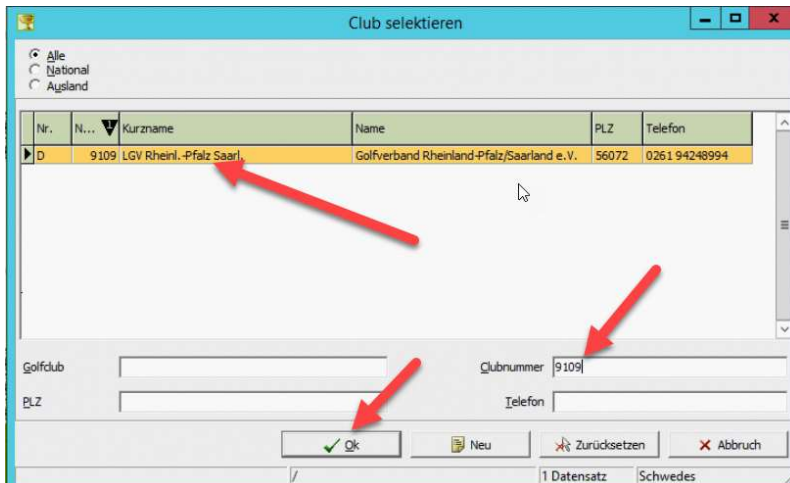 Club selektieren
Alle
National
Ausland
Nr. N... 1 Kurzname Name PLZ Telefon
D 9109 LGV Rheinl.-Pfalz Saarl. Golfverband Rheinland-Pfalz/Saarland e.V. 56072 0261 94248994
Golfclub Clubnummer 9109
PLZ Telefon
Ok Neu Zurücksetzen Abbruch
/ 1 Datensatz Schwedes